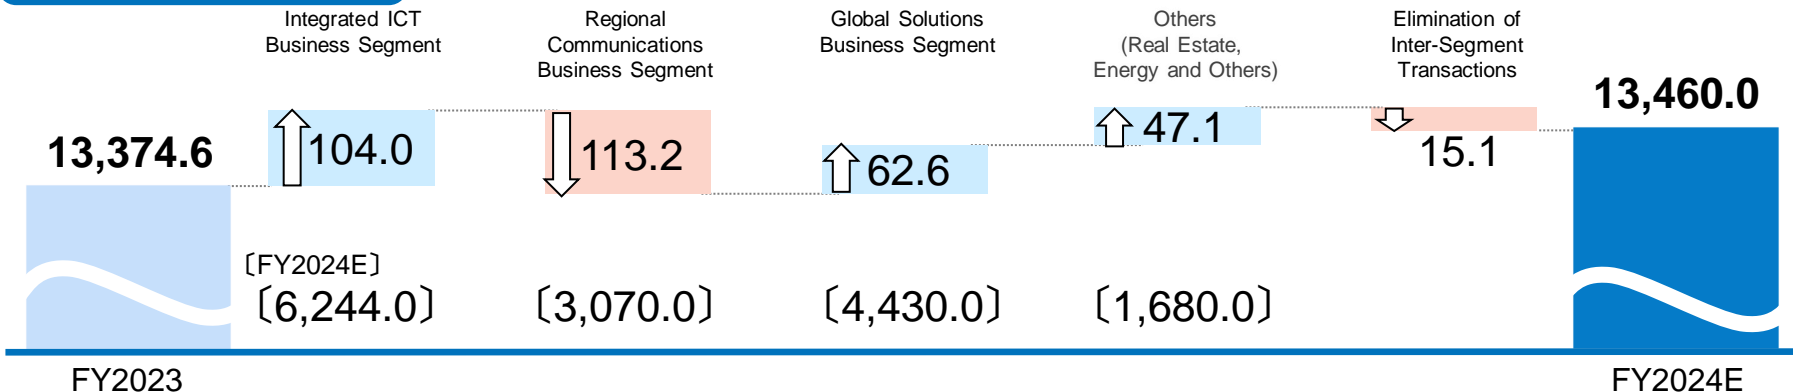 Integrated ICT
Business Segment
Regional
Communications
Business Segment
Global Solutions
Business Segment
Others
(Real Estate,
Energy and Others)
Elimination of
Inter-Segment
Transactions
13,374.6
104.0
113.2
62.6
47.1
15.1
13,460.0
〔FY2024E〕
〔6,244.0〕
〔3,070.0〕
〔4,430.0〕
〔1,680.0〕
FY2023
FY2024E